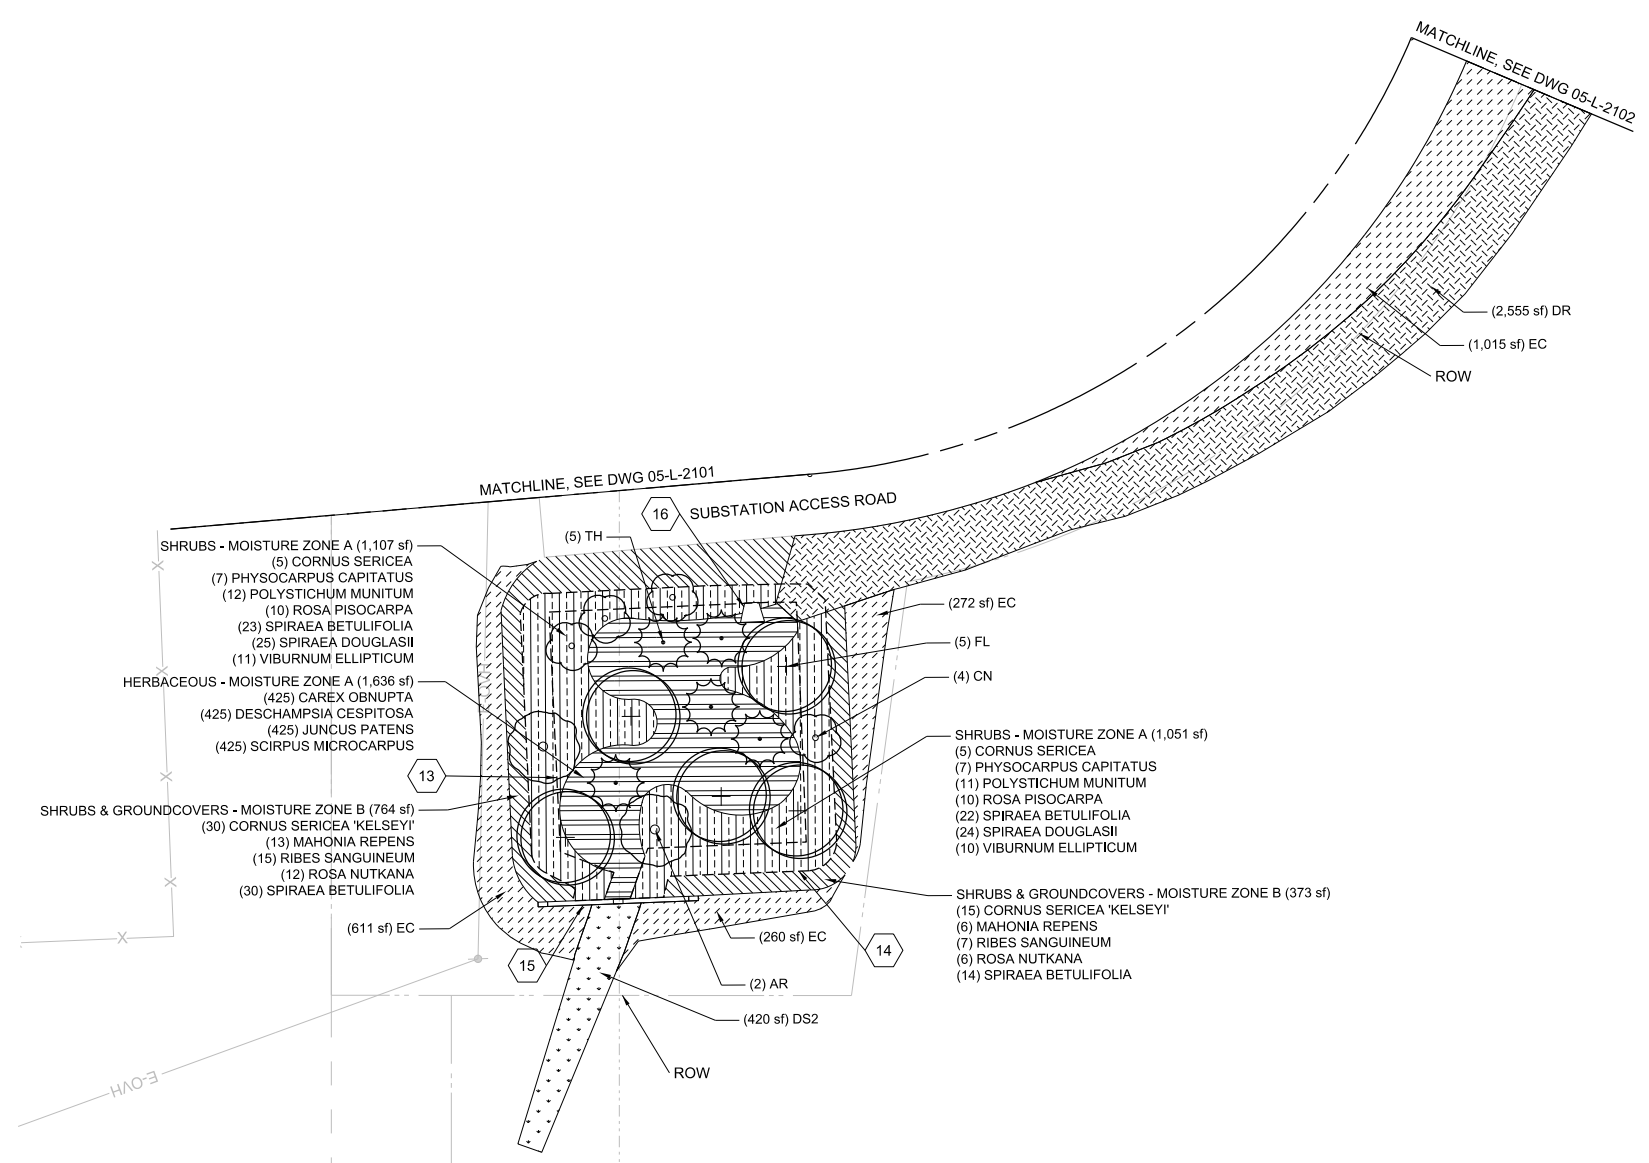 MATCHLINE, SEE DWG 05-L-2102
(2,555 sf) DR
(1,015 sf) EC
ROW
MATCHLINE, SEE DWG 05-L-2101
16
SUBSTATION ACCESS ROAD
(5) TH
SHRUBS - MOISTURE ZONE A (1,107 sf)
(5) CORNUS SERICEA
(7) PHYSOCARPUS CAPITATUS
(12) POLYSTICHUM MUNITUM
(10) ROSA PISOCARPA
(23) SPIRAEA BETULIFOLIA
(25) SPIRAEA DOUGLASII
(11) VIBURNUM ELLIPTICUM
HERBACEOUS - MOISTURE ZONE A (1,636 sf)
(425) CAREX OBNUPTA
(425) DESCHAMPSIA CESPITOSA
(425) JUNCUS PATENS
(425) SCIRPUS MICROCARPUS
13
SHRUBS & GROUNDCOVERS - MOISTURE ZONE B (764 sf)
(30) CORNUS SERICEA 'KELSEYI'
(13) MAHONIA REPENS
(15) RIBES SANGUINEUM
(12) ROSA NUTKANA
(30) SPIRAEA BETULIFOLIA
(611 sf) EC
15
(272 sf) EC
(5) FL
(4) CN
SHRUBS - MOISTURE ZONE A (1,051 sf)
(5) CORNUS SERICEA
(7) PHYSOCARPUS CAPITATUS
(11) POLYSTICHUM MUNITUM
(10) ROSA PISOCARPA
(22) SPIRAEA BETULIFOLIA
(24) SPIRAEA DOUGLASII
(10) VIBURNUM ELLIPTICUM
SHRUBS & GROUNDCOVERS - MOISTURE ZONE B (373 sf)
(15) CORNUS SERICEA 'KELSEYI'
(6) MAHONIA REPENS
(7) RIBES SANGUINEUM
(6) ROSA NUTKANA
(14) SPIRAEA BETULIFOLIA
(260 sf) EC
14
(2) AR
(420 sf) DS2
ROW
E-OVH
X
X
X
X
X